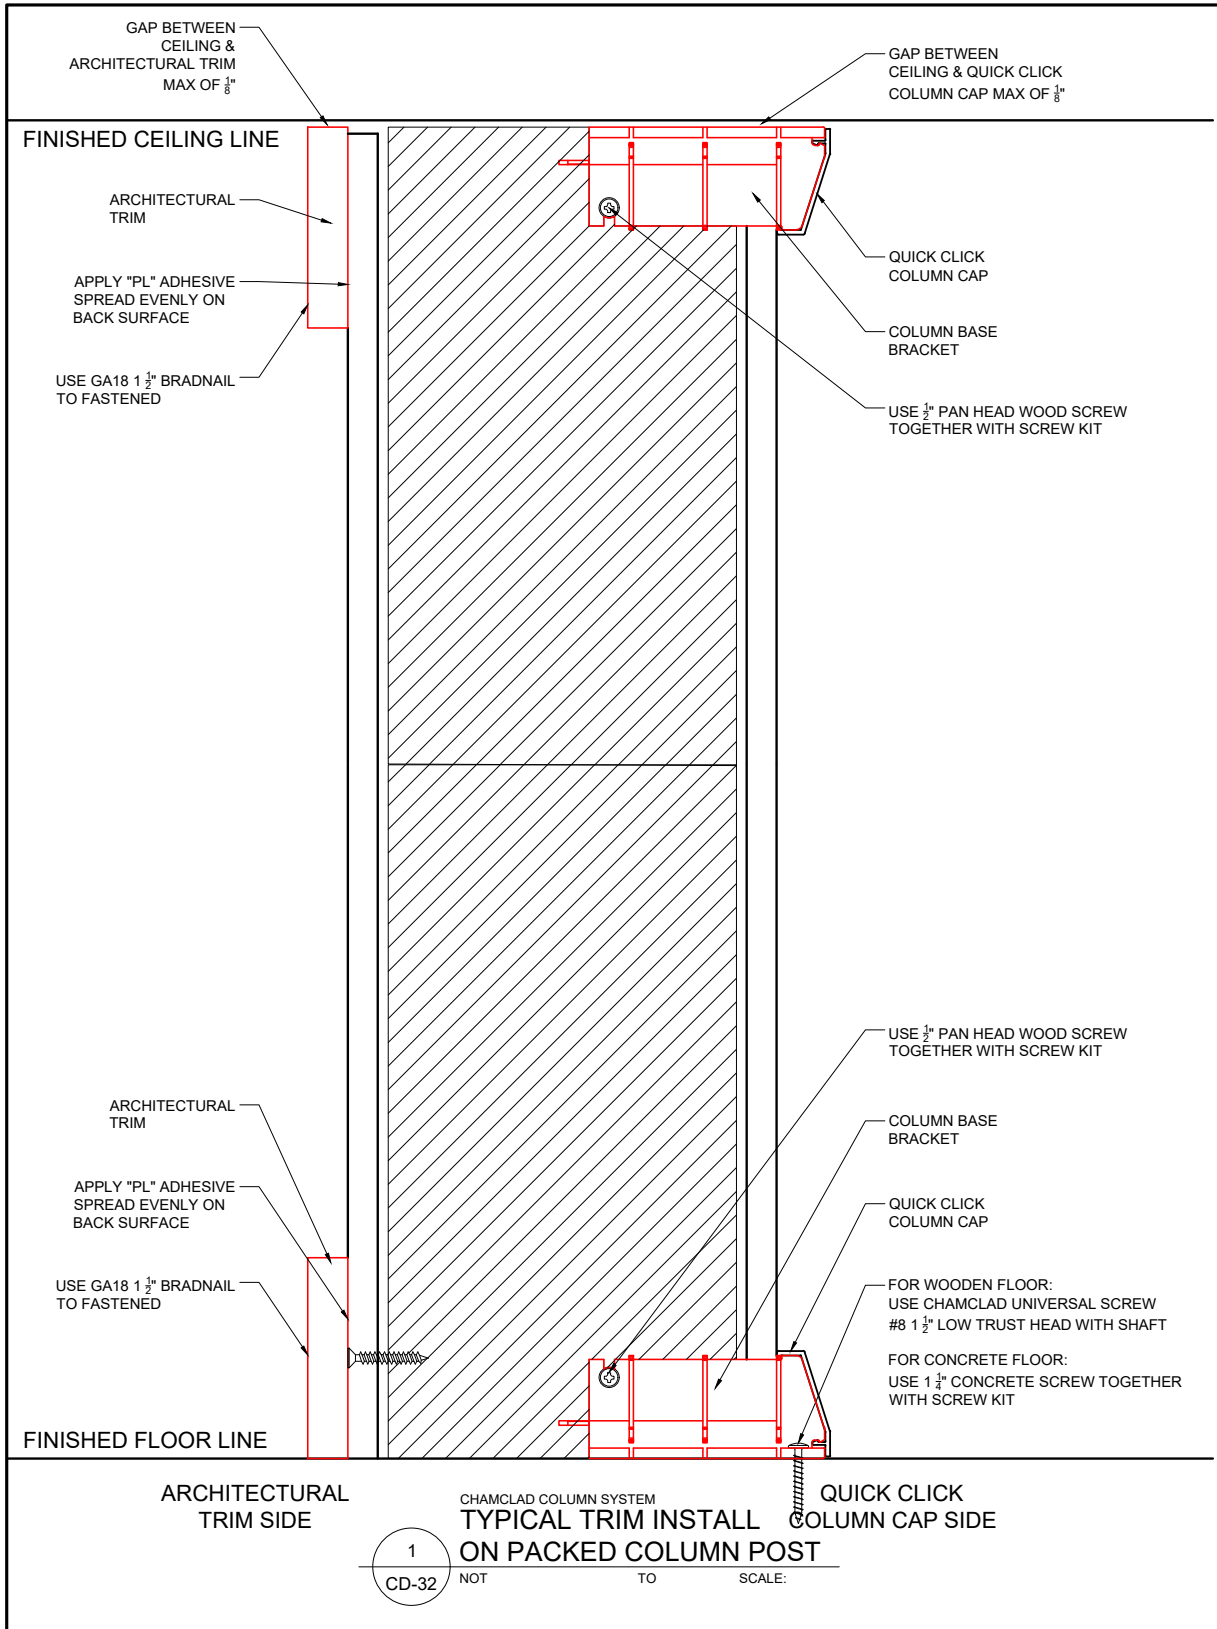 GAP BETWEEN
CEILING &
ARCHITECTURAL TRIM
MAX OF 1/8"
GAP BETWEEN
CEILING & QUICK CLICK
COLUMN CAP MAX OF 1/8"
FINISHED CEILING LINE
ARCHITECTURAL
TRIM
APPLY "PL" ADHESIVE
SPREAD EVENLY ON
BACK SURFACE
USE GA18 1 1/2" BRADNAIL
TO FASTENED
QUICK CLICK
COLUMN CAP
COLUMN BASE
BRACKET
USE 1/2" PAN HEAD WOOD SCREW
TOGETHER WITH SCREW KIT
USE 1/2" PAN HEAD WOOD SCREW
TOGETHER WITH SCREW KIT
ARCHITECTURAL
TRIM
APPLY "PL" ADHESIVE
SPREAD EVENLY ON
BACK SURFACE
USE GA18 1 1/2" BRADNAIL
TO FASTENED
COLUMN BASE
BRACKET
QUICK CLICK
COLUMN CAP
FOR WOODEN FLOOR:
USE CHAMCLAD UNIVERSAL SCREW
#8 1 1/2" LOW TRUST HEAD WITH SHAFT
FOR CONCRETE FLOOR:
USE 1 1/4" CONCRETE SCREW TOGETHER
WITH SCREW KIT
FINISHED FLOOR LINE
ARCHITECTURAL
TRIM SIDE
QUICK CLICK
COLUMN CAP SIDE
CHAMCLAD COLUMN SYSTEM
TYPICAL TRIM INSTALL
ON PACKED COLUMN POST
1
CD-32
NOT TO SCALE: